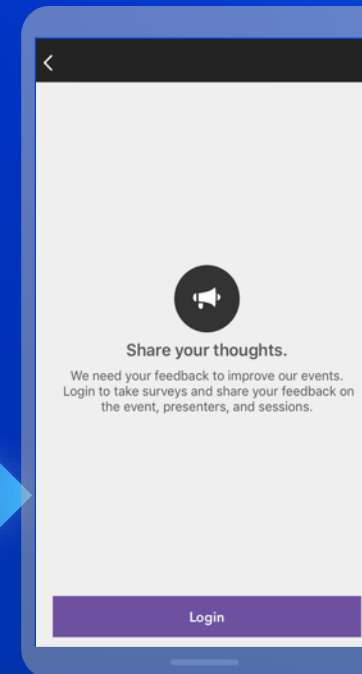 Share your thoughts.
We need your feedback to improve our events.
Login to take surveys and share your feedback on
the event, presenters, and sessions.
Login